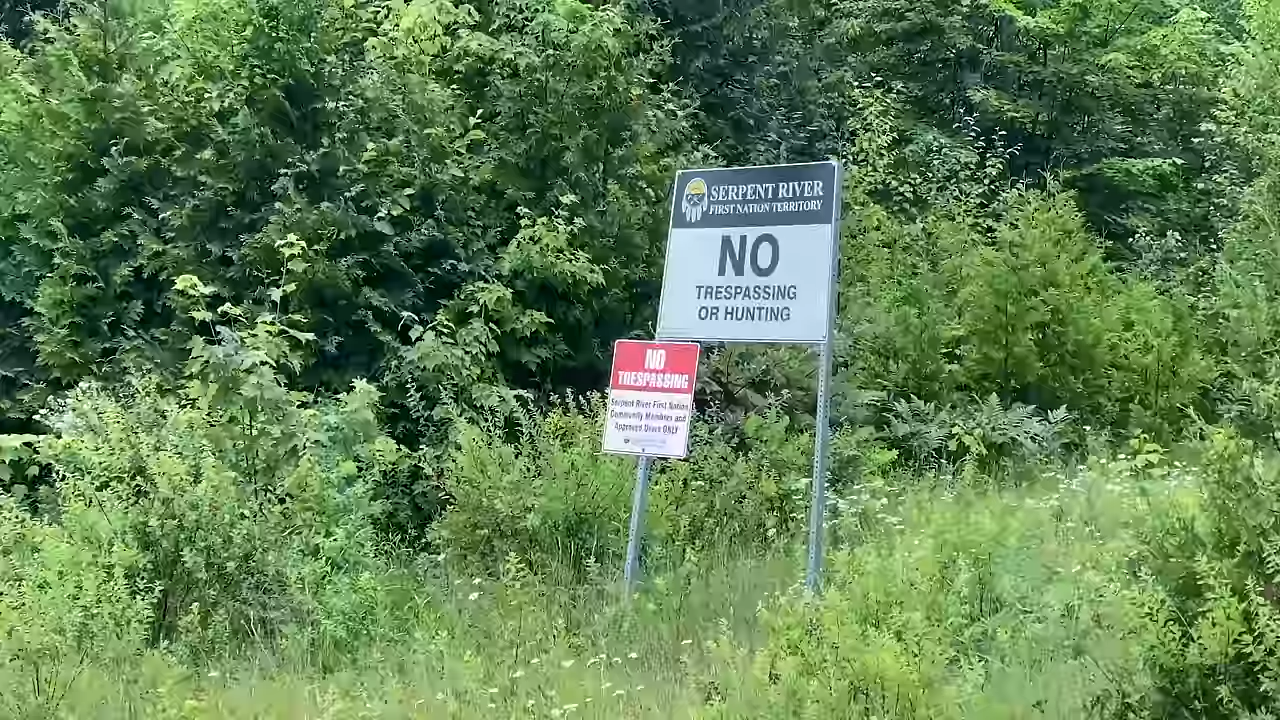 SERPENT RIVER
FIRST NATION TERRITORY
NO
TRESPASSING
OR HUNTING
NO
TRESPASSING
Serpent River First Nation
Community Members and
Approved Users ONLY